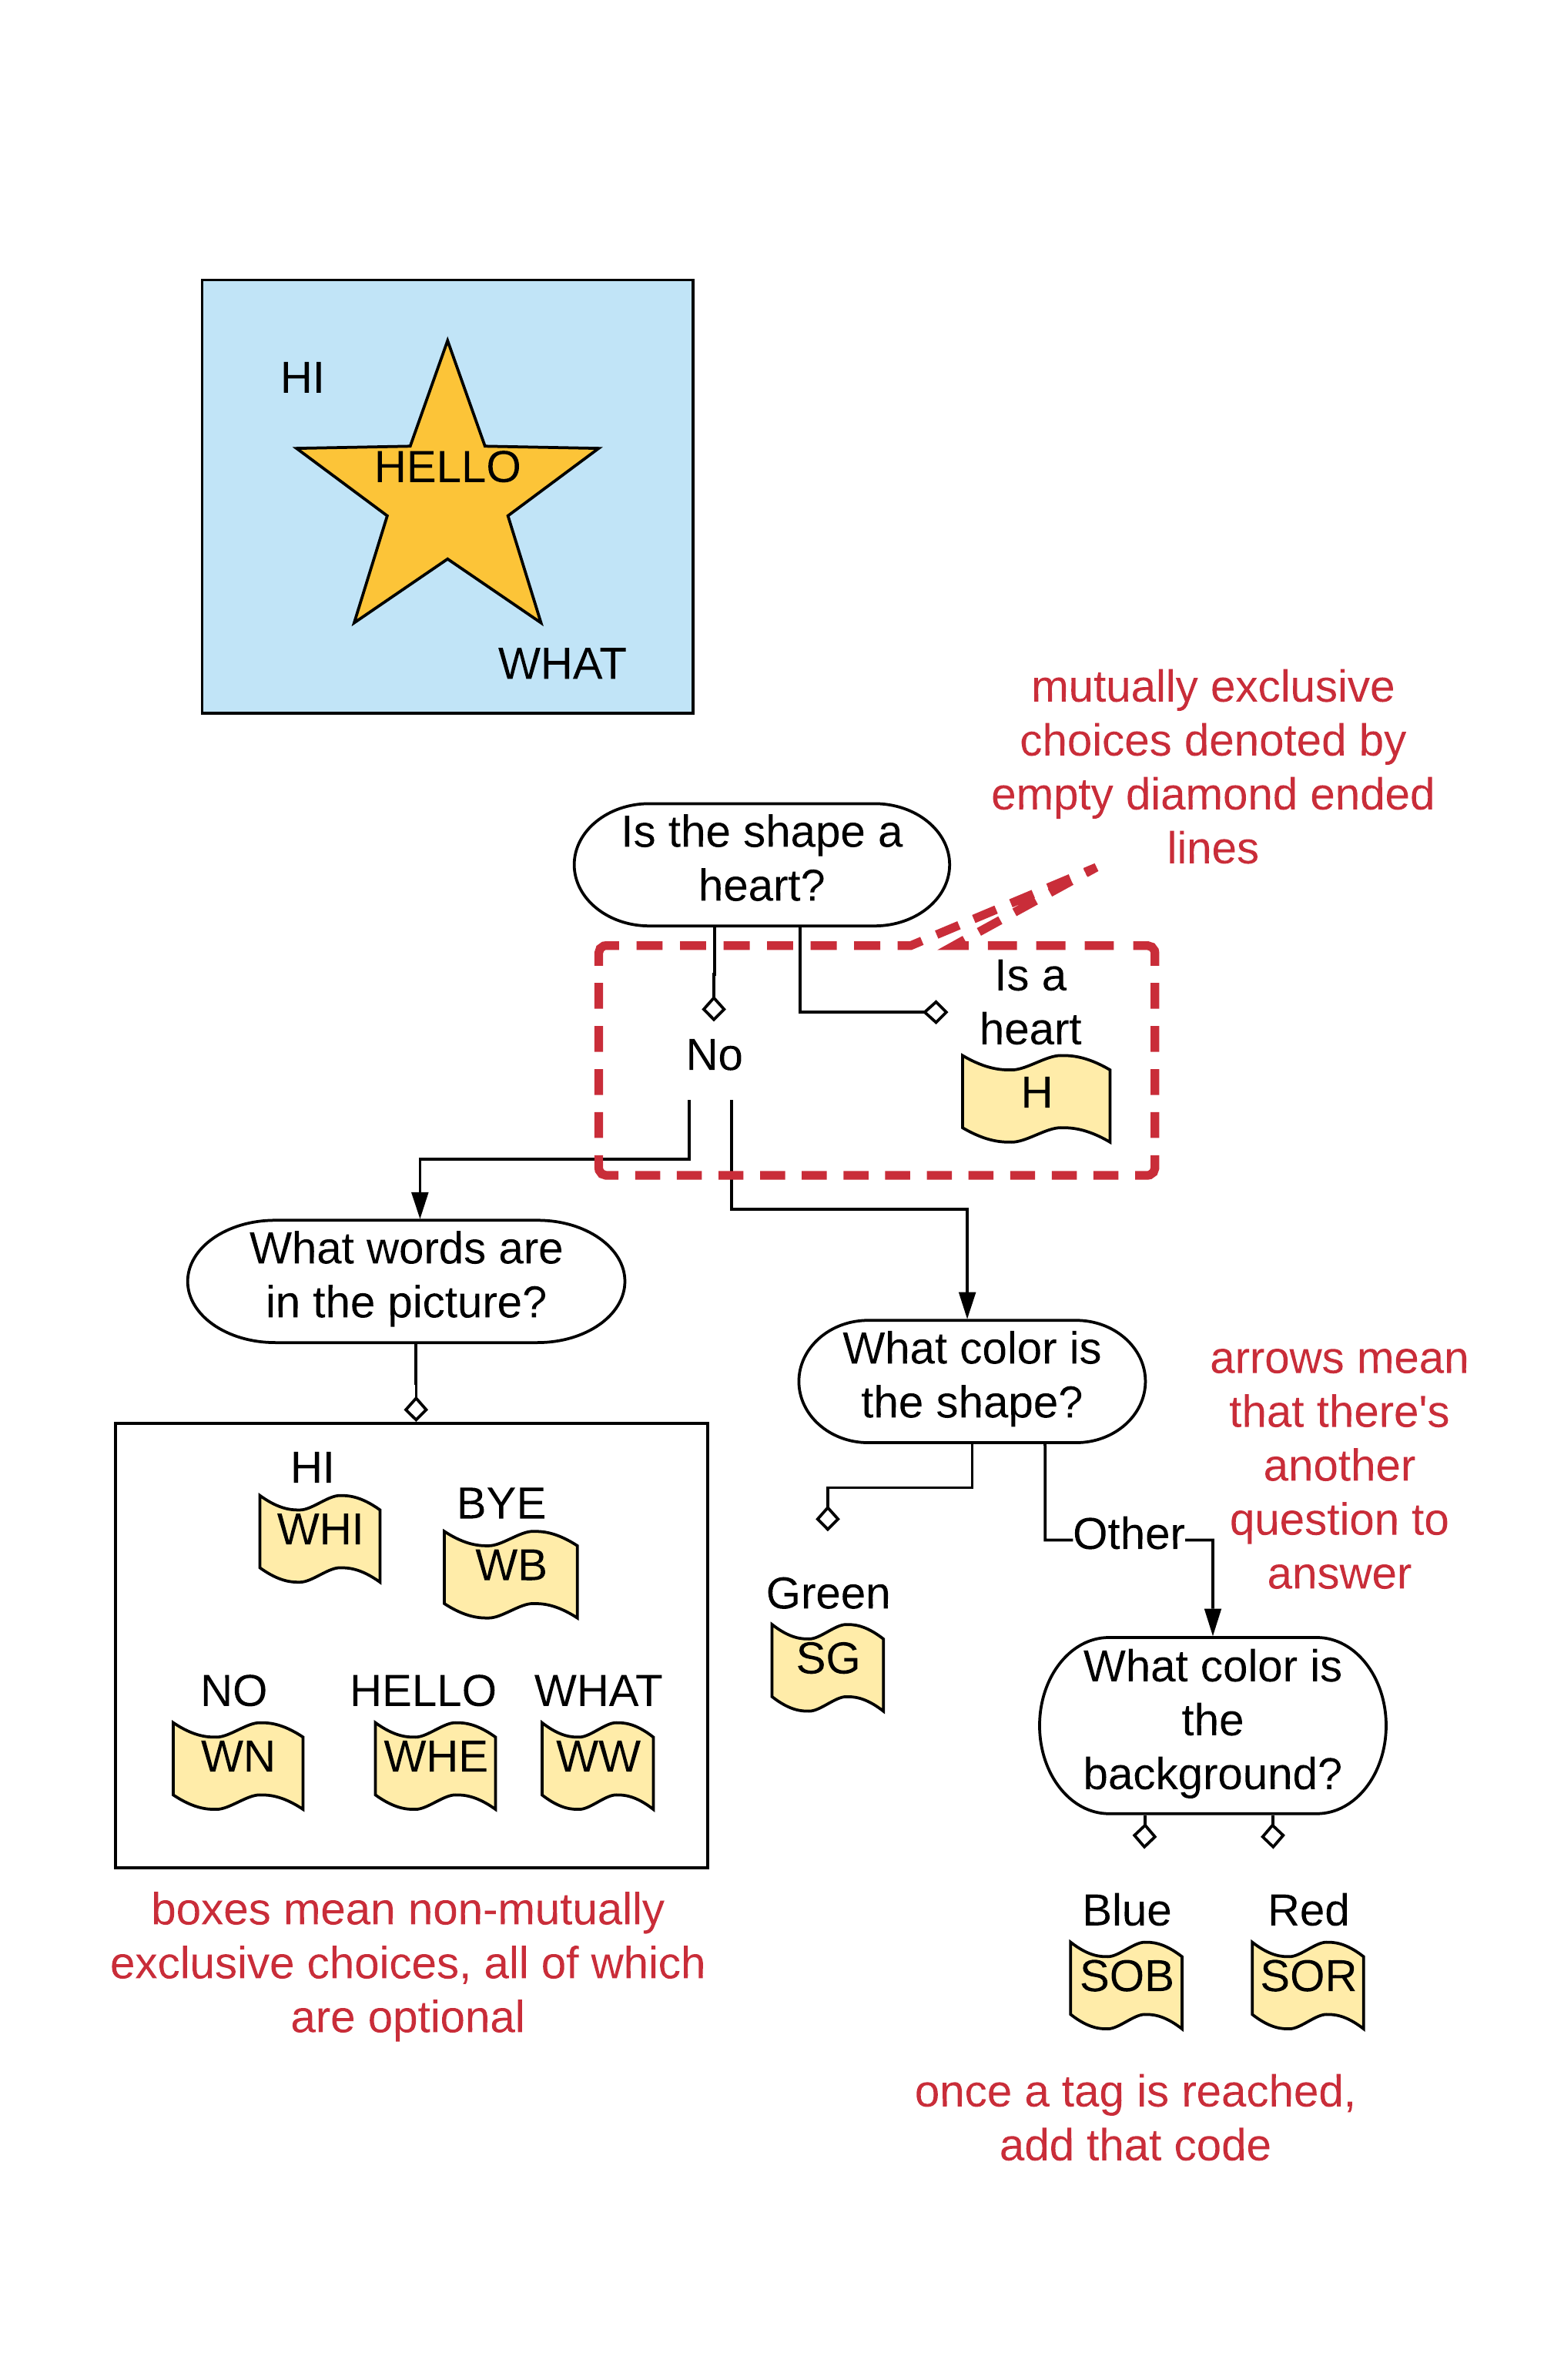 HI
HELLO
WHAT
mutually exclusive
choices denoted by
empty diamond ended
lines
Is the shape a
heart?
Is a
heart
H
No
What words are
in the picture?
What color is
the shape?
arrows mean
that there's
another
question to
answer
HI
WHI
BYE
WB
NO
WN
HELLO
WHE
WHAT
WW
Other
Green
SG
What color is
the
background?
Blue
SOB
Red
SOR
boxes mean non-mutually
exclusive choices, all of which
are optional
once a tag is reached,
add that code